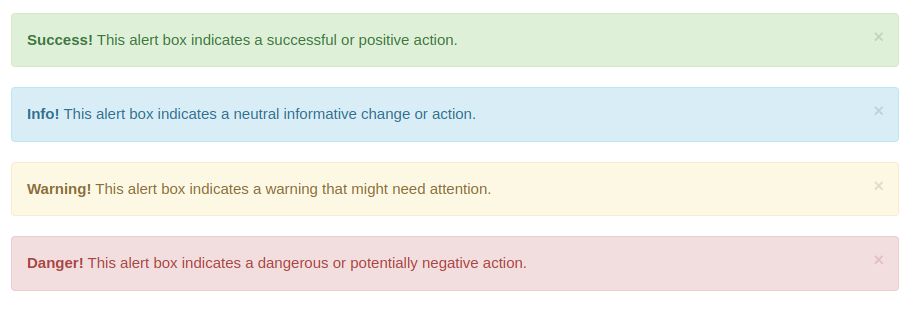 Success! This alert box indicates a successful or positive action. ×
Info! This alert box indicates a neutral informative change or action. ×
Warning! This alert box indicates a warning that might need attention. ×
Danger! This alert box indicates a dangerous or potentially negative action. ×